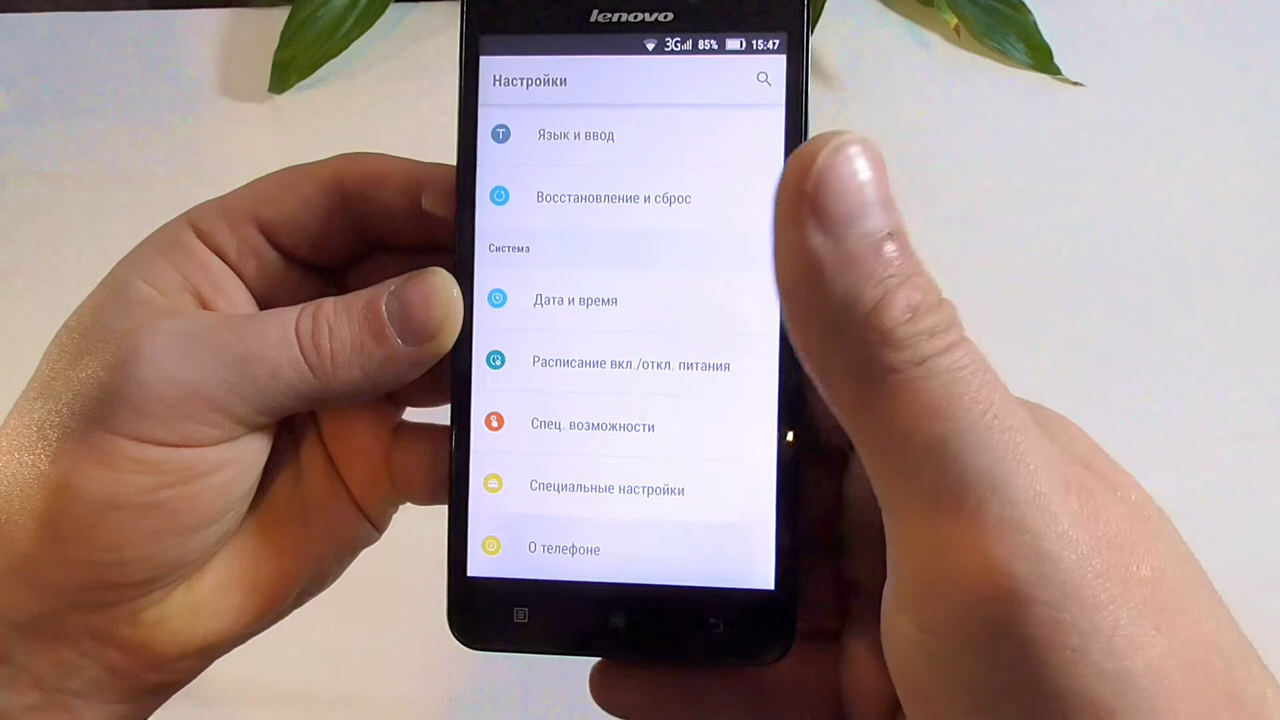 lenovo
3G 85% 15:47
Настройки
Язык и ввод
Восстановление и сброс
Система
Дата и время
Расписание вкл./откл. питания
Спец. возможности
Специальные настройки
О телефоне